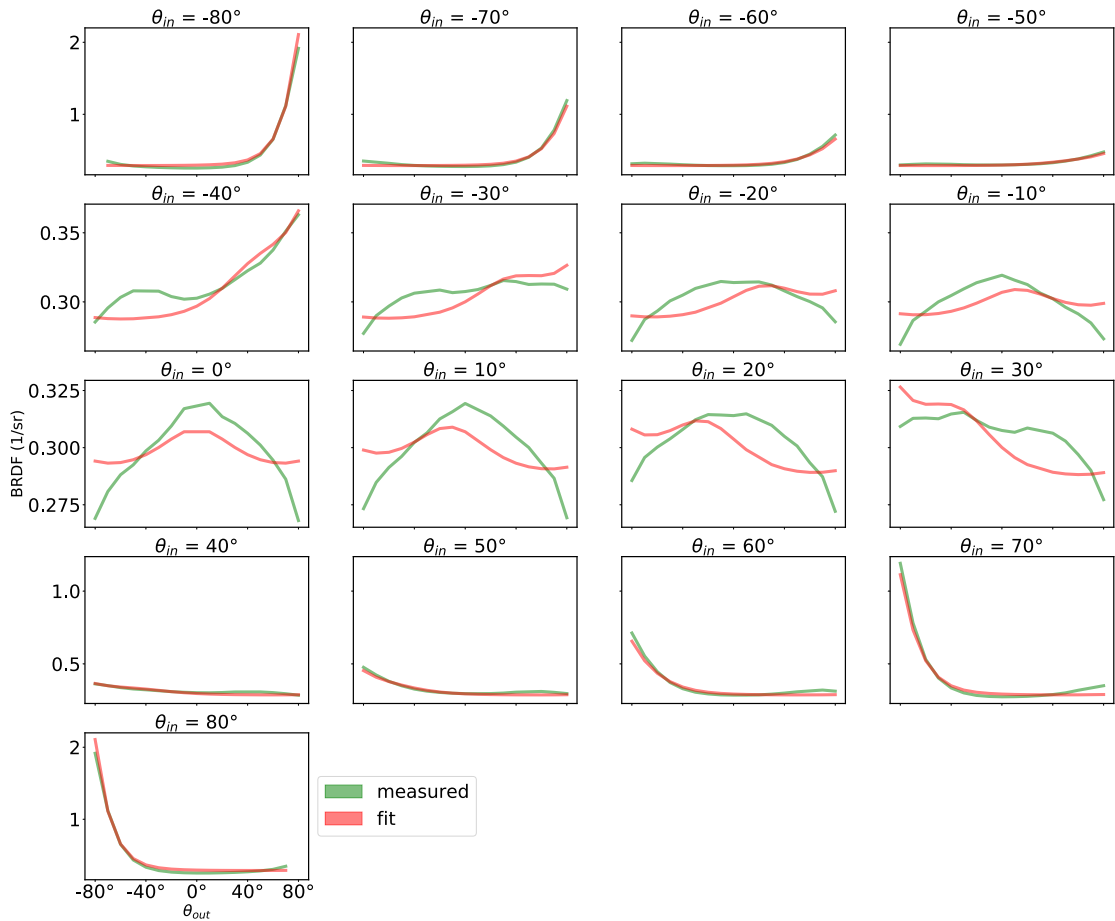 θin = -80° θin = -70° θin = -60° θin = -50°
2
1
θin = -40° θin = -30° θin = -20° θin = -10°
0.35
0.30
θin = 0° θin = 10° θin = 20° θin = 30°
0.325
0.300
0.275
BRDF (1/sr)
θin = 40° θin = 50° θin = 60° θin = 70°
1.0
0.5
θin = 80°
2
1
-80° -40° 0° 40° 80°
θout
measured
fit